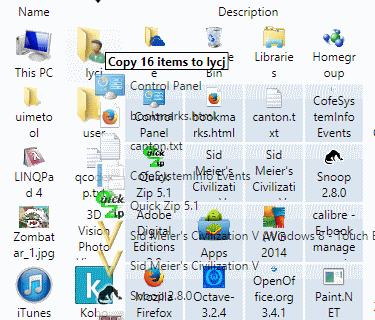 Name Description
Copy 16 items to lycj
This PC lycj e Bin Libraries Homegroup
Control Panel
uimetool user Control Panel bookmarks.html canton.txt CofeSystemInfo Events
bookmarks.html
canton.txt
LINQPad 4 qcop.txt Quick Zip 5.1 Sid Meier's Civilizati Sid Meier's Civilizati Snoop 2.8.0
CofeSystemInfo Events
Quick Zip 5.1
Zombatar_1.jpg 3D Vision Photo Adobe Digital Editions Apps AVG 2014 calibre - E-book manage
Sid Meier's Civilization V (Windows 8 - Touch E
Sid Meier's Civilization V
Snoop 2.8.0
iTunes Kobo Mozilla Firefox Octave-3.2.4 OpenOffice.org 3.4.1 Paint.NET